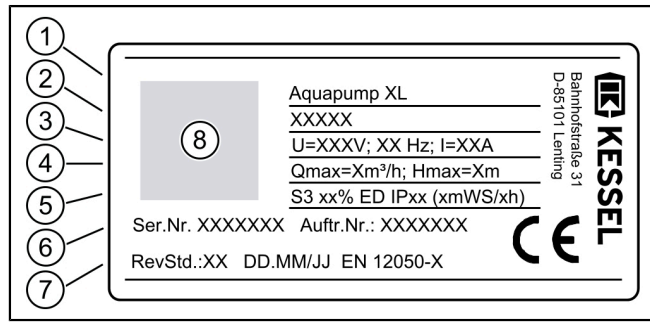 1
2
3
4
5
6
7
8
Aquapump XL
XXXXX
U=XXXV; XX Hz; I=XXA
Qmax=Xm³/h; Hmax=Xm
S3 xx% ED IPxx (xmWS/xh)
Ser.Nr. XXXXXXX Auftr.Nr.: XXXXXXX
RevStd.:XX DD.MM/JJ EN 12050-X
Bahnhofstraße 31
D-85101 Lenting
KESSEL
CE